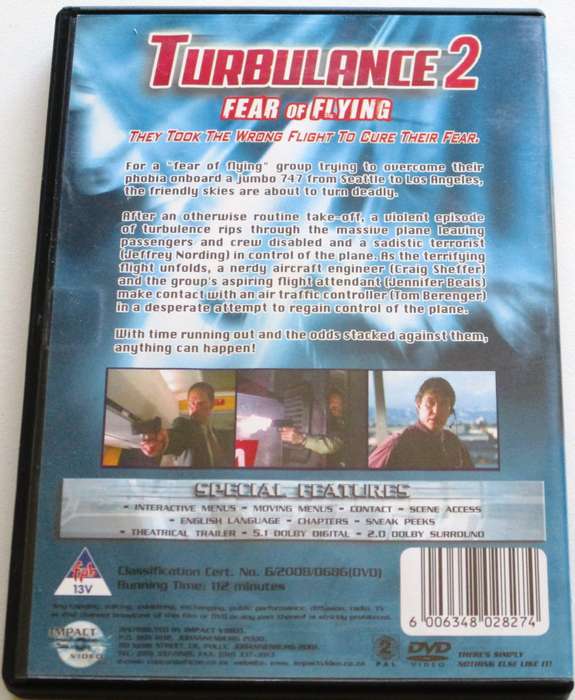 TURBULANCE 2
FEAR OF FLYING
THEY TOOK THE WRONG FLIGHT TO CURE THEIR FEAR.
For a "fear of flying" group trying to overcome their
phobia onboard a jumbo 747 from Seattle to Los Angeles,
the friendly skies are about to turn deadly.
After an otherwise routine take-off, a violent episode
of turbulence rips through the massive plane leaving
passengers and crew disabled and a sadistic terrorist
(Jeffrey Nording) in control of the plane. As the terrifying
flight unfolds, a nerdy aircraft engineer (Craig Sheffer)
and the group's aspiring flight attendant (Jennifer Beals)
make contact with an air traffic controller (Tom Berenger)
in a desperate attempt to regain control of the plane.
With time running out and the odds stacked against them,
anything can happen!
SPECIAL FEATURES
- INTERACTIVE MENUS - MOVING MENUS - CONTACT - SCENE ACCESS
- ENGLISH LANGUAGE - CHAPTERS - SNEAK PEEKS
- THEATRICAL TRAILER - 5.1 DOLBY DIGITAL - 2.0 DOLBY SURROUND
fpb
13V
Classification Cert. No. 6/2008/0686(DVD)
Running Time: 112 minutes
IMPACT
VIDEO
DISTRIBUTED BY IMPACT VIDEO.
6 006348 028274
2
PAL
DVD
VIDEO
THERE'S SIMPLY
NOTHING ELSE LIKE IT!